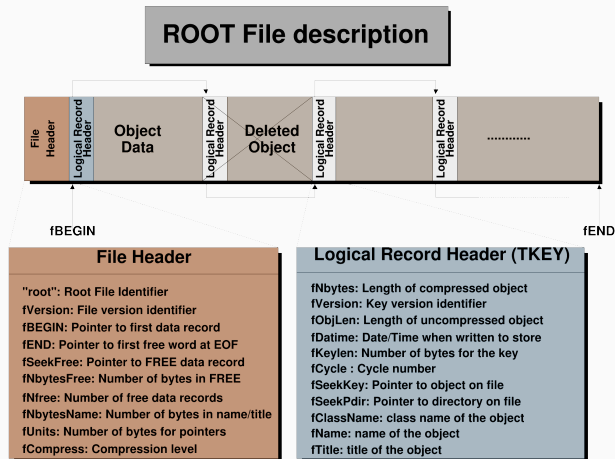 ROOT File description
File
Header
Logical Record
Header
Object
Data
Logical Record
Header
Deleted
Object
Logical Record
Header
Logical Record
Header
............
fBEGIN
fEND
File Header
"root": Root File Identifier
fVersion: File version identifier
fBEGIN: Pointer to first data record
fEND: Pointer to first free word at EOF
fSeekFree: Pointer to FREE data record
fNbytesFree: Number of bytes in FREE
fNfree: Number of free data records
fNbytesName: Number of bytes in name/title
fUnits: Number of bytes for pointers
fCompress: Compression level
Logical Record Header (TKEY)
fNbytes: Length of compressed object
fVersion: Key version identifier
fObjLen: Length of uncompressed object
fDatime: Date/Time when written to store
fKeylen: Number of bytes for the key
fCycle : Cycle number
fSeekKey: Pointer to object on file
fSeekPdir: Pointer to directory on file
fClassName: class name of the object
fName: name of the object
fTitle: title of the object